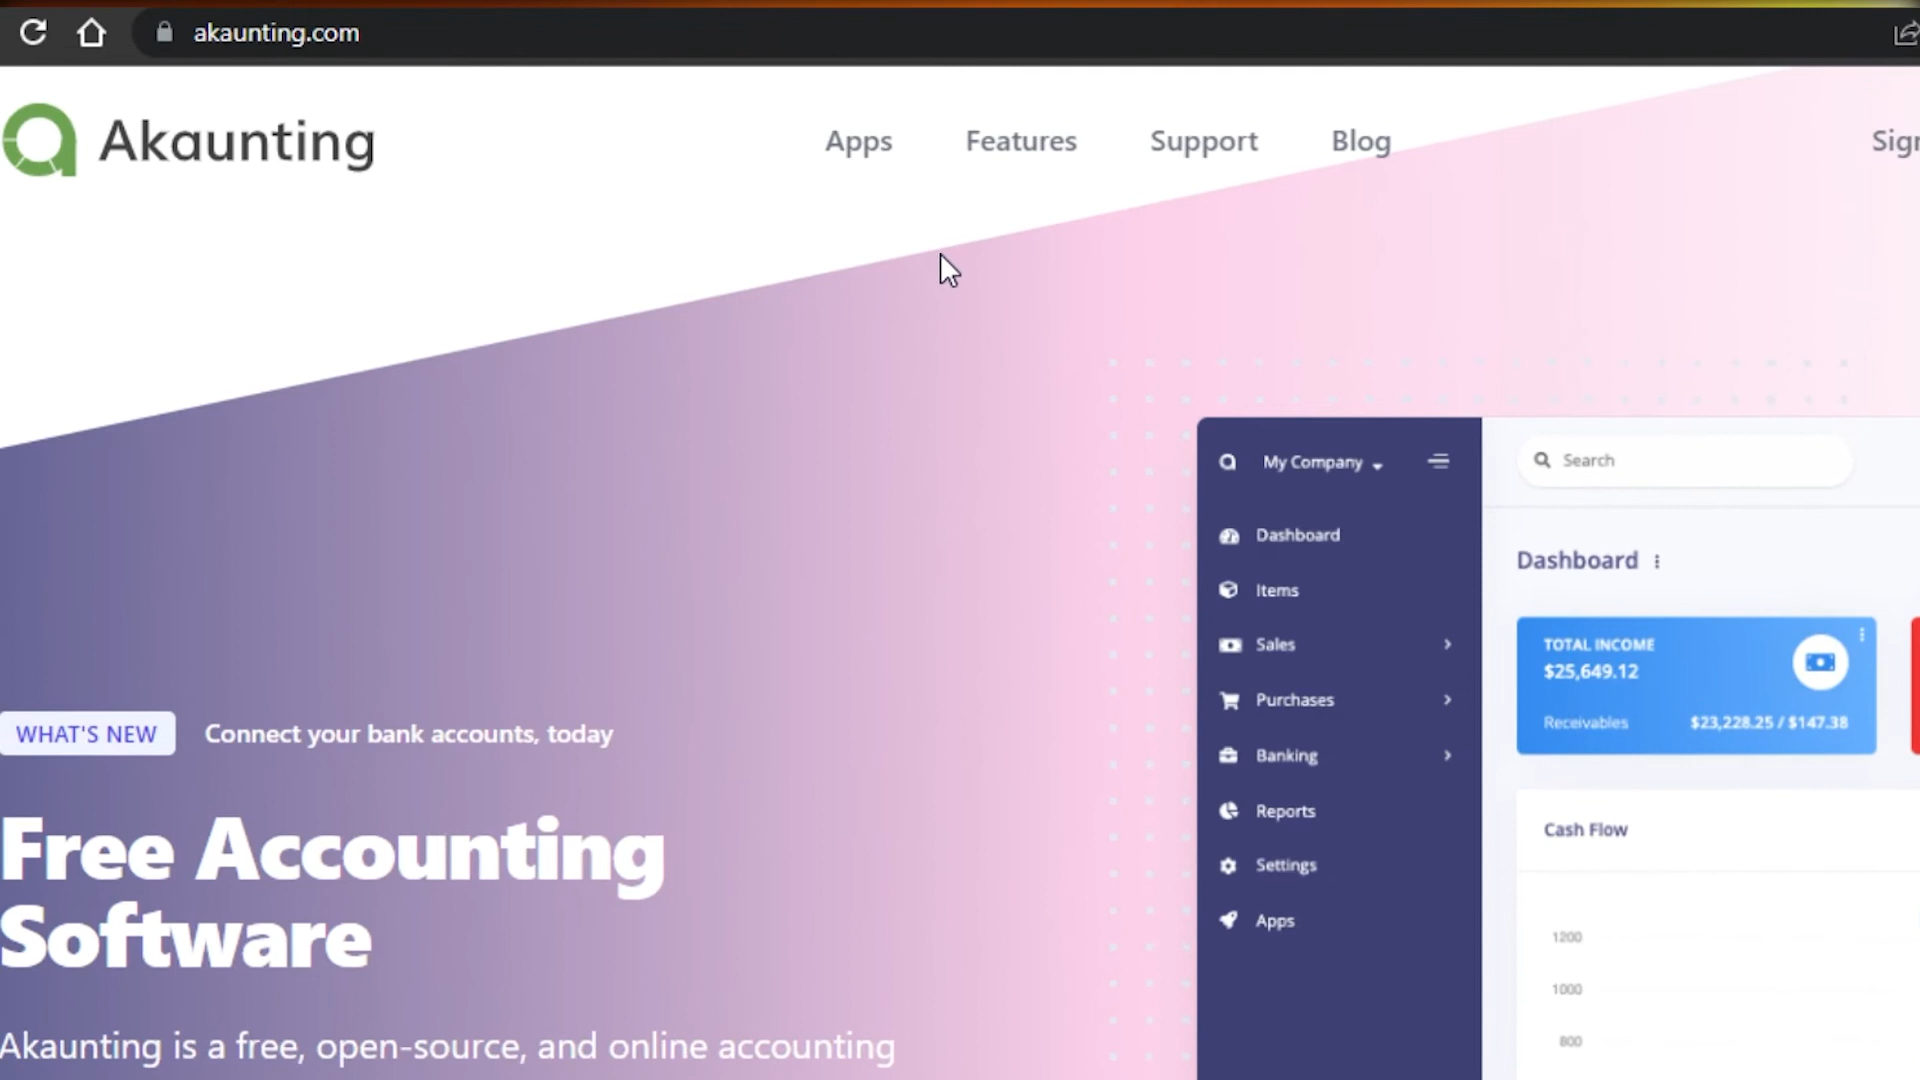 akaunting.com
Akaunting
Apps
Features
Support
Blog
My Company
Search
Dashboard
Dashboard
Items
TOTAL INCOME
Sales
$25,649.12
Purchases
Receivables $23,228.25 / $147.38
WHAT'S NEW Connect your bank accounts, today
Banking
Reports
Cash Flow
Free Accounting
Software
Settings
Apps
1200
1000
800
Akaunting is a free, open-source, and online accounting